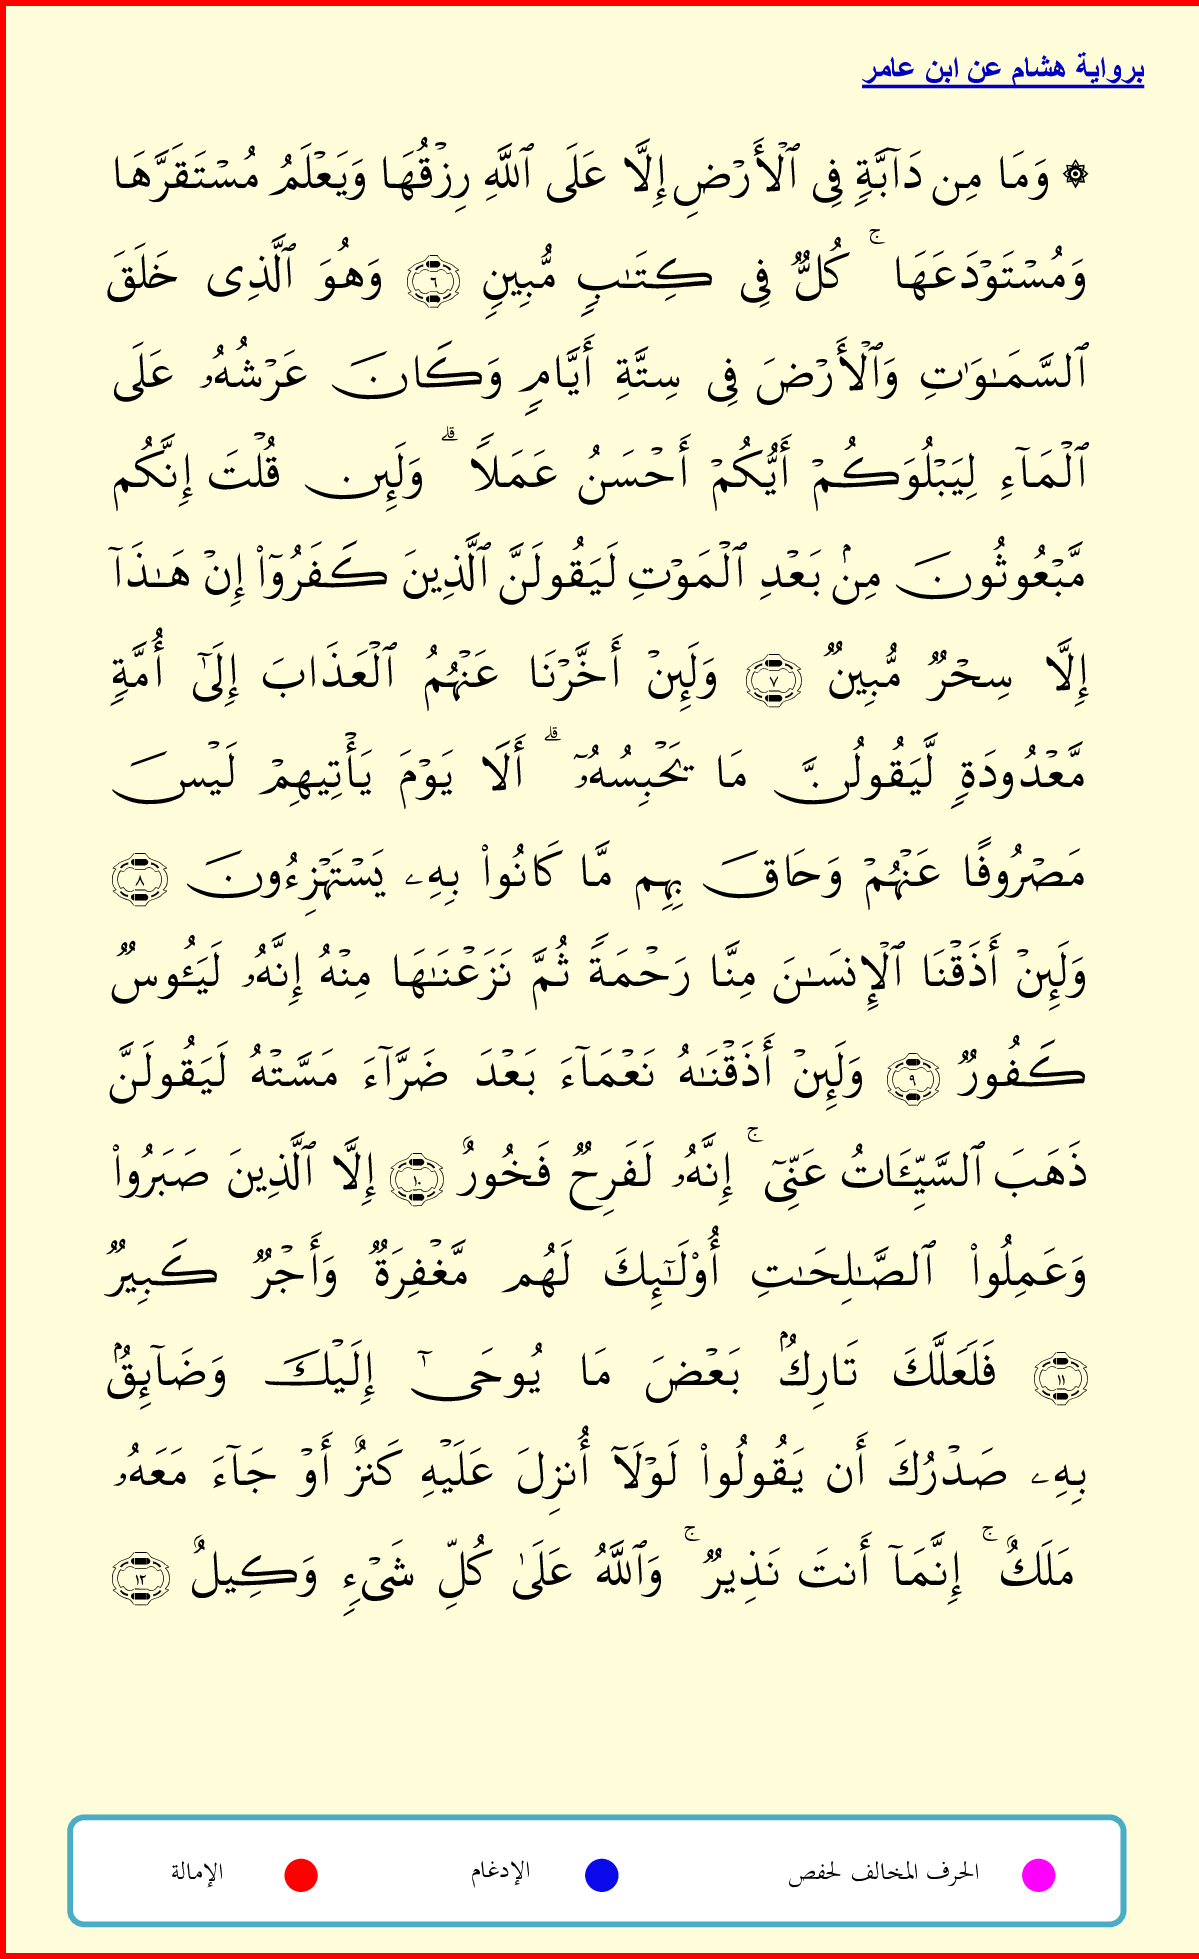 برواية هشام عن ابن عامر
۞ وَمَا مِن دَآبَّةٍ فِى ٱلْأَرْضِ إِلَّا عَلَى ٱللَّهِ رِزْقُهَا وَيَعْلَمُ مُسْتَقَرَّهَا
وَمُسْتَوْدَعَهَا ۚ كُلٌّ فِى كِتَـٰبٍ مُّبِينٍ ٦ وَهُوَ ٱلَّذِى خَلَقَ
ٱلسَّمَـٰوَٰتِ وَٱلْأَرْضَ فِى سِتَّةِ أَيَّامٍ وَكَانَ عَرْشُهُۥ عَلَى
ٱلْمَآءِ لِيَبْلُوَكُمْ أَيُّكُمْ أَحْسَنُ عَمَلًا ۗ وَلَئِن قُلْتَ إِنَّكُم
مَّبْعُوثُونَ مِنۢ بَعْدِ ٱلْمَوْتِ لَيَقُولَنَّ ٱلَّذِينَ كَفَرُوٓا۟ إِنْ هَـٰذَآ
إِلَّا سِحْرٌ مُّبِينٌ ٧ وَلَئِنْ أَخَّرْنَا عَنْهُمُ ٱلْعَذَابَ إِلَىٰٓ أُمَّةٍ
مَّعْدُودَةٍ لَّيَقُولُنَّ مَا يَحْبِسُهُۥٓ ۗ أَلَا يَوْمَ يَأْتِيهِمْ لَيْسَ
مَصْرُوفًا عَنْهُمْ وَحَاقَ بِهِم مَّا كَانُوا۟ بِهِۦ يَسْتَهْزِءُونَ ٨
وَلَئِنْ أَذَقْنَا ٱلْإِنسَـٰنَ مِنَّا رَحْمَةً ثُمَّ نَزَعْنَـٰهَا مِنْهُ إِنَّهُۥ لَيَـُٔوسٌ
كَفُورٌ ٩ وَلَئِنْ أَذَقْنَـٰهُ نَعْمَآءَ بَعْدَ ضَرَّآءَ مَسَّتْهُ لَيَقُولَنَّ
ذَهَبَ ٱلسَّيِّـَٔاتُ عَنِّىٓ ۚ إِنَّهُۥ لَفَرِحٌ فَخُورٌ ١٠ إِلَّا ٱلَّذِينَ صَبَرُوا۟
وَعَمِلُوا۟ ٱلصَّـٰلِحَـٰتِ أُو۟لَـٰٓئِكَ لَهُم مَّغْفِرَةٌ وَأَجْرٌ كَبِيرٌ
١١ فَلَعَلَّكَ تَارِكٌۢ بَعْضَ مَا يُوحَىٰٓ إِلَيْكَ وَضَآئِقٌۢ
بِهِۦ صَدْرُكَ أَن يَقُولُوا۟ لَوْلَآ أُنزِلَ عَلَيْهِ كَنزٌ أَوْ جَآءَ مَعَهُۥ
مَلَكٌ ۚ إِنَّمَآ أَنتَ نَذِيرٌ ۚ وَٱللَّهُ عَلَىٰ كُلِّ شَىْءٍ وَكِيلٌ ١٢
الحرف المخالف لحفص الإدغام الإمالة